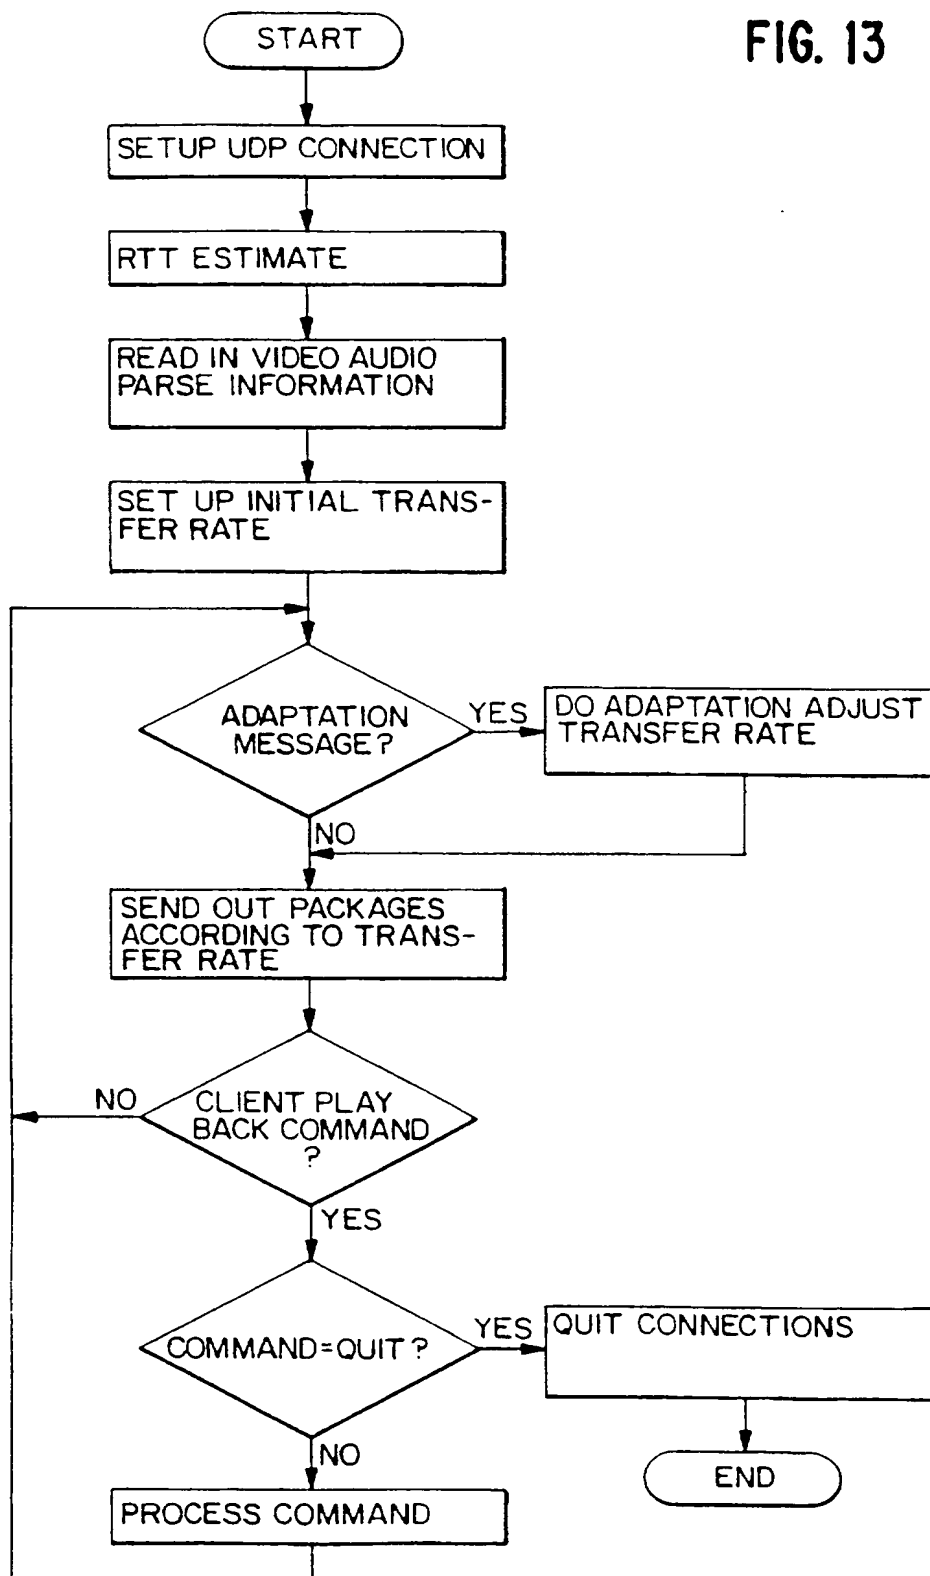 FIG. 13
START
SETUP UDP CONNECTION
RTT ESTIMATE
READ IN VIDEO AUDIO
PARSE INFORMATION
SET UP INITIAL TRANS-
FER RATE
ADAPTATION
MESSAGE?
YES
DO ADAPTATION ADJUST
TRANSFER RATE
NO
SEND OUT PACKAGES
ACCORDING TO TRANS-
FER RATE
NO
CLIENT PLAY
BACK COMMAND
?
YES
COMMAND=QUIT?
YES
QUIT CONNECTIONS
NO
END
PROCESS COMMAND